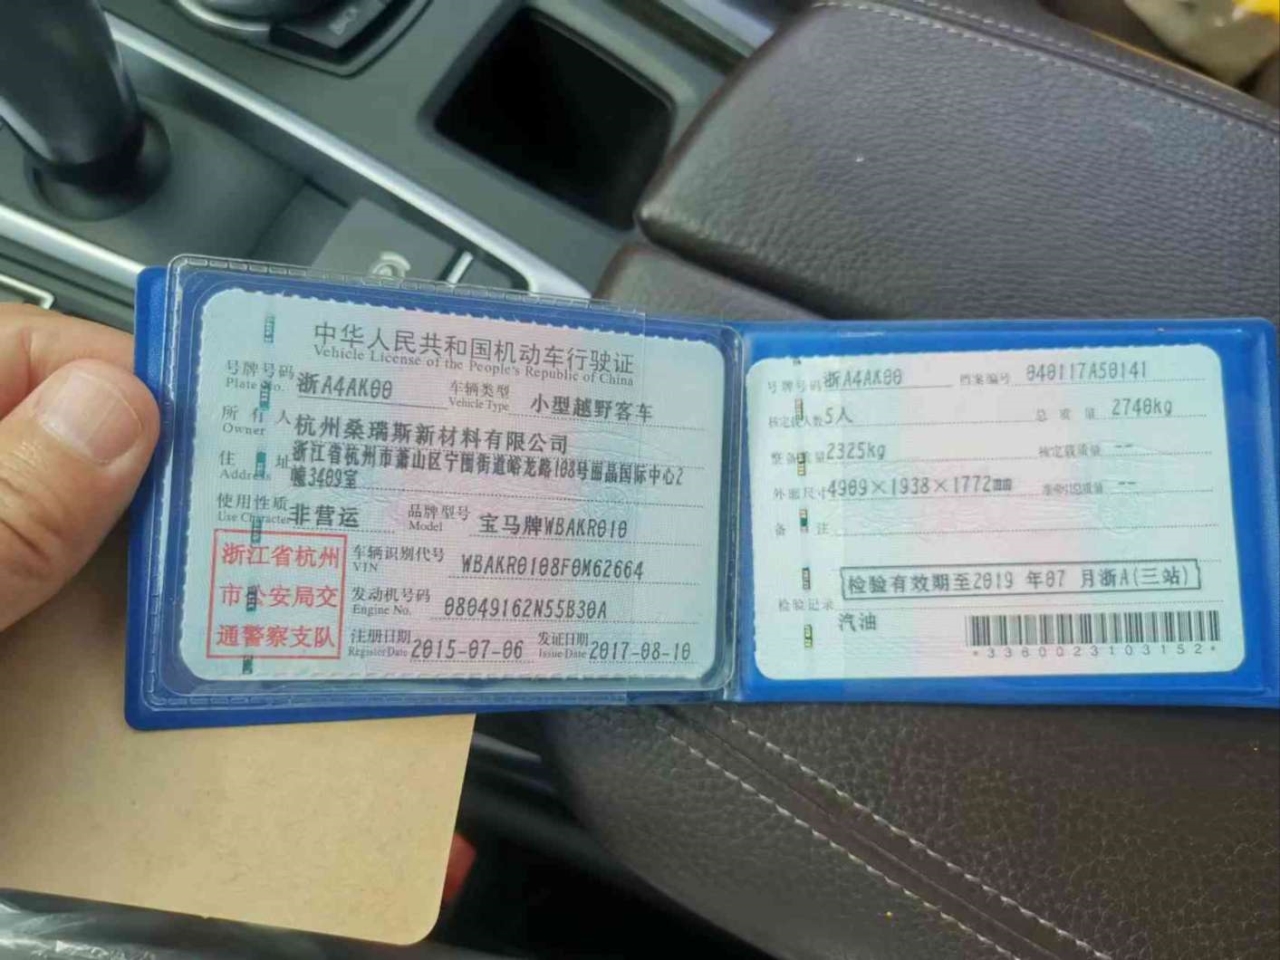 中华人民共和国机动车行驶证
Vehicle License of the People's Republic of China
号牌号码 浙A4AK00 车辆类型 小型越野客车
Plate No. Vehicle Type
所有人 杭州桑瑞斯新材料有限公司
Owner
住址 浙江省杭州市萧山区宁围街道峪龙路108号丽晶国际中心2
Address 幢3409室
使用性质 非营运 品牌型号 宝马牌WBAKR010
Use Character Model
浙江省杭州
市公安局交
通警察支队
车辆识别代号 WBAKR0108F0M62664
VIN
发动机号码 08049162N55B30A
Engine No.
注册日期 2015-07-06 发证日期 2017-08-10
Register Date Issue Date
号牌号码 浙A4AK00 档案编号 040117A50141
核定载人数 5人 总质量 2740kg
整备质量 2325kg 核定载质量 --
外廓尺寸 4909×1938×1772mm 准牵引总质量 --
备注
检验有效期至2019 年07 月浙A(三站)
检验记录
汽油
*3360023103152*